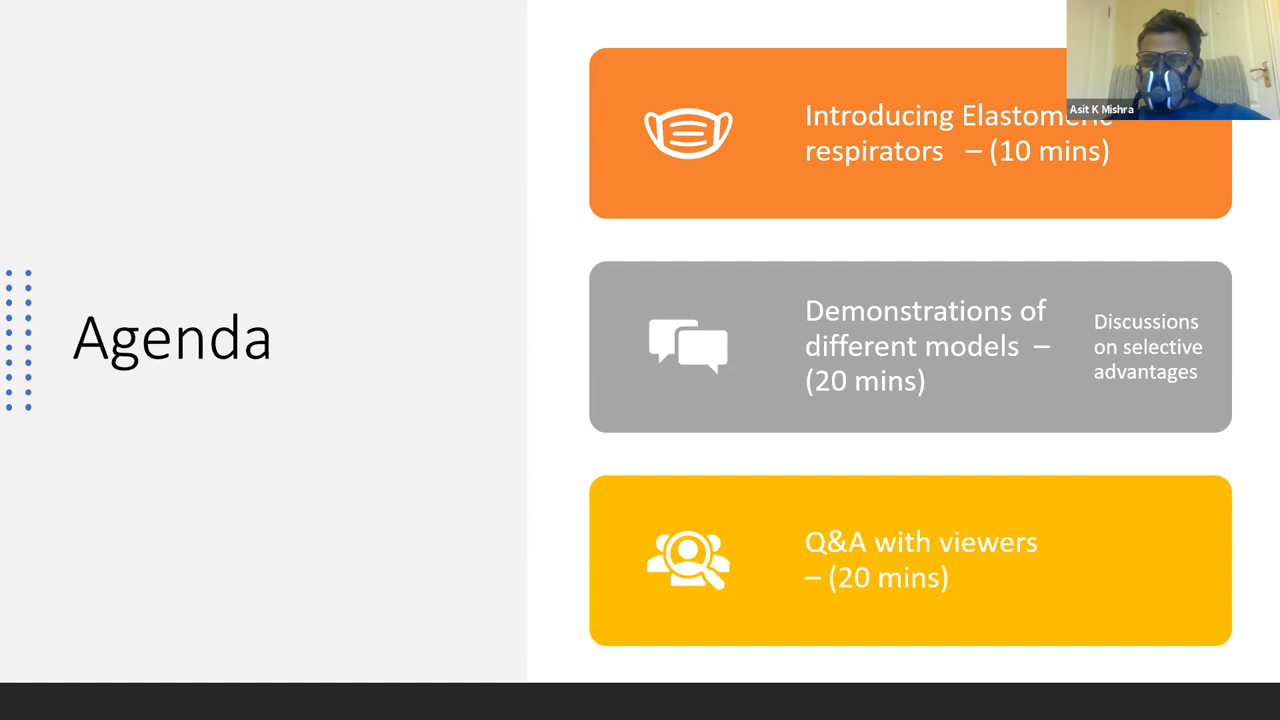 Agenda
Introducing Elastomeric
respirators – (10 mins)
Demonstrations of
different models –
(20 mins)
Discussions
on selective
advantages
Q&A with viewers
– (20 mins)
Asit K Mishra